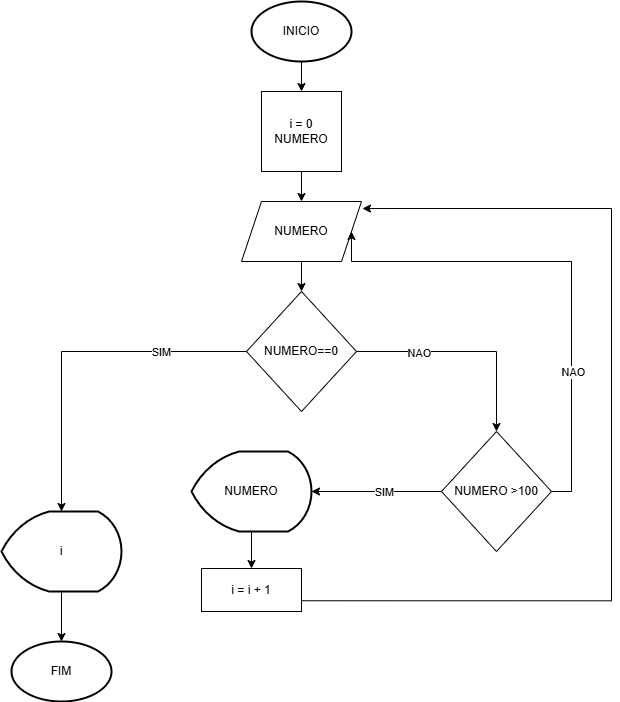 INICIO
i = 0
NUMERO
NUMERO
NUMERO==0
SIM
NAO
NAO
NUMERO >100
SIM
NUMERO
i
i = i + 1
FIM